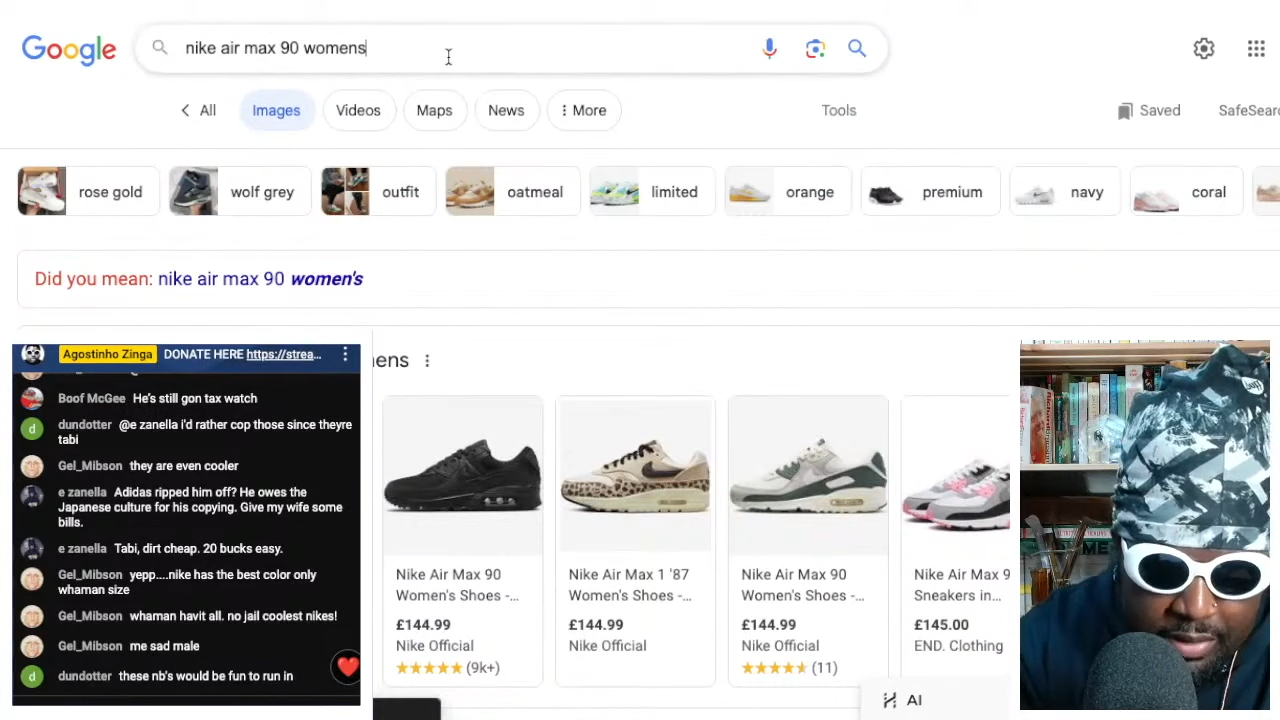 Google
nike air max 90 womens
All
Images
Videos
Maps
News
More
Tools
Saved
rose gold
wolf grey
outfit
oatmeal
limited
orange
premium
navy
coral
Did you mean: nike air max 90 women's
Agostinho Zinga DONATE HERE https://strea...
Boof McGee He's still gon tax watch
dundotter @e zanella i'd rather cop those since theyre
tabi
Gel_Mibson they are even cooler
e zanella Adidas ripped him off? He owes the
Japanese culture for his copying. Give my wife some
bills.
e zanella Tabi, dirt cheap. 20 bucks easy.
Gel_Mibson yepp....nike has the best color only
whaman size
Gel_Mibson whaman havit all. no jail coolest nikes!
Gel_Mibson me sad male
d dundotter these nb's would be fun to run in
Nike Air Max 90
Women's Shoes -...
£144.99
Nike Official
(9k+)
Nike Air Max 1 '87
Women's Shoes -...
£144.99
Nike Official
Nike Air Max 90
Women's Shoes -...
£144.99
Nike Official
(11)
Nike Air Max 9
Sneakers in...
£145.00
END. Clothing
AI